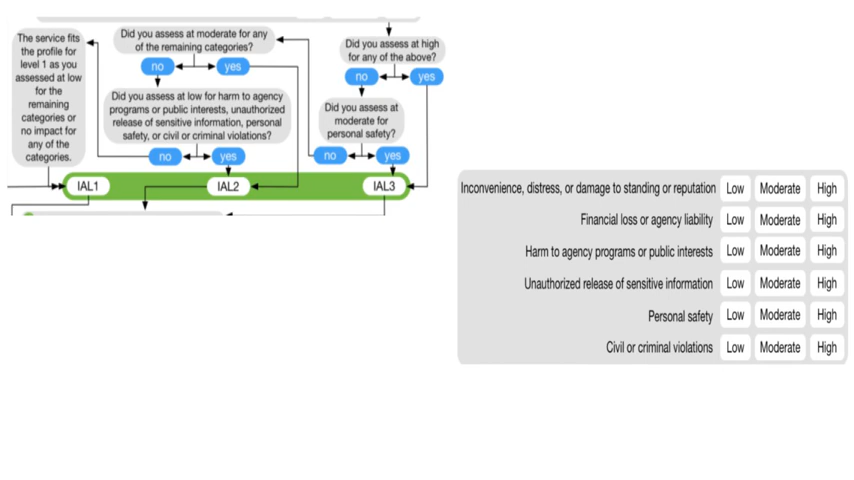 The service fits
the profile for
level 1 as you
assessed at low
for the
remaining
categories or
no impact for
any of the
categories.
Did you assess at moderate for any
of the remaining categories?
no
yes
Did you assess at low for harm to agency
programs or public interests, unauthorized
release of sensitive information, personal
safety, or civil or criminal violations?
no
yes
Did you assess at high
for any of the above?
no
yes
Did you assess at
moderate for
personal safety?
no
yes
IAL1
IAL2
IAL3
Inconvenience, distress, or damage to standing or reputation Low Moderate High
Financial loss or agency liability Low Moderate High
Harm to agency programs or public interests Low Moderate High
Unauthorized release of sensitive information Low Moderate High
Personal safety Low Moderate High
Civil or criminal violations Low Moderate High